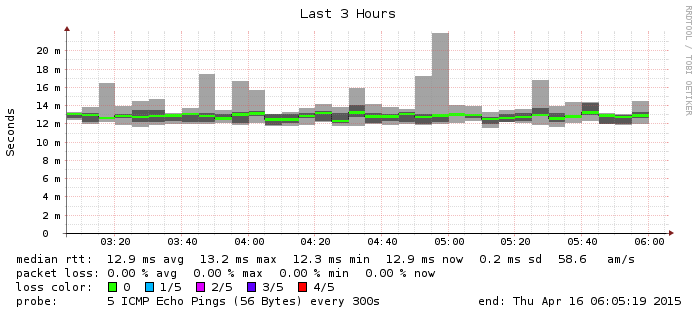 Last 3 Hours
RRDTOOL / TOBI OETIKER
Seconds
20 m
18 m
16 m
14 m
12 m
10 m
8 m
6 m
4 m
2 m
0
03:20 03:40 04:00 04:20 04:40 05:00 05:20 05:40 06:00
median rtt: 12.9 ms avg 13.2 ms max 12.3 ms min 12.9 ms now 0.2 ms sd 58.6 am/s
packet loss: 0.00 % avg 0.00 % max 0.00 % min 0.00 % now
loss color: 0 1/5 2/5 3/5 4/5
probe: 5 ICMP Echo Pings (56 Bytes) every 300s end: Thu Apr 16 06:05:19 2015